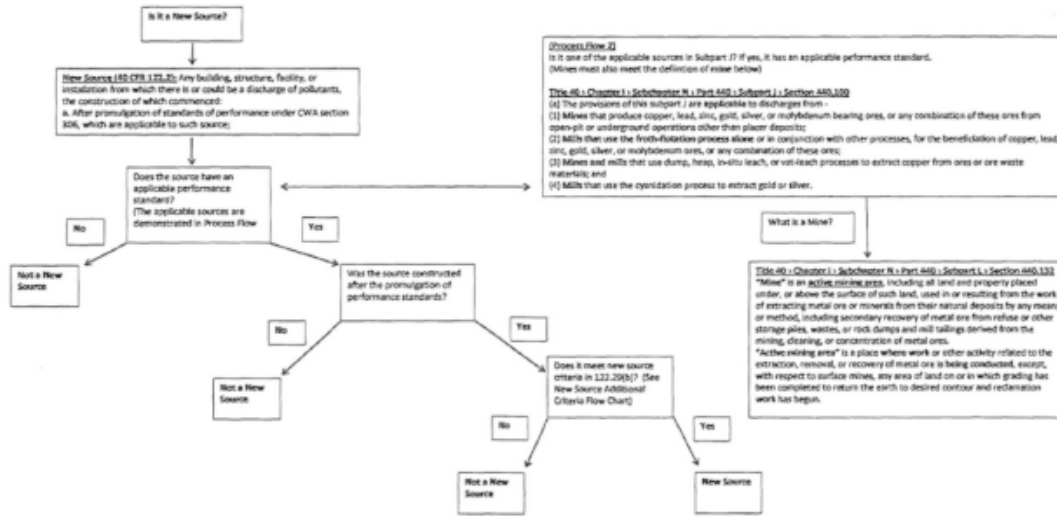 Is it a New Source?
New Source (40 CFR 122.2): Any building, structure, facility, or
installation from which there is or could be a discharge of pollutants,
the construction of which commenced:
a. After promulgation of standards of performance under CWA section
306, which are applicable to such source;
Does the source have an
applicable performance
standard?
(The applicable sources are
demonstrated in Process Flow
No
Yes
Not a New
Source
Was the source constructed
after the promulgation of
performance standards?
No
Yes
Not a New
Source
Does it meet new source
criteria in 122.29(b)? (See
New Source Additional
Criteria Flow Chart)
No
Yes
Not a New
Source
New Source
(Process Flow 2)
Is it one of the applicable sources in Subpart J? If yes, it has an applicable peformance standard.
(Mines must also meet the definition of mine below)
Title 40 › Chapter I › Subchapter N › Part 440 › Subpart J › Section 440.100
(a) The provisions of this subpart J are applicable to discharges from -
(1) Mines that produce copper, lead, zinc, gold, silver, or molybdenum bearing ores, or any combination of these ores from
open-pit or underground operations other than placer deposits;
(2) Mills that use the froth-flotation process alone or in conjunction with other processes, for the beneficiation of copper, lead,
zinc, gold, silver, or molybdenum ores, or any combination of these ores;
(3) Mines and mills that use dump, heap, in-situ leach, or vat-leach processes to extract copper from ores or ore waste
materials; and
(4) Mills that use the cyanidation process to extract gold or silver.
What is a Mine?
Title 40 › Chapter I › Subchapter N › Part 440 › Subpart L › Section 440.132
"Mine" is an active mining area, including all land and property placed
under, or above the surface of such land, used in or resulting from the work
of extracting metal ore or minerals from their natural deposits by any means
or method, including secondary recovery of metal ore from refuse or other
storage piles, wastes, or rock dumps and mill tailings derived from the
mining, cleaning, or concentration of metal ores.
"Active mining area" is a place where work or other activity related to the
extraction, removal, or recovery of metal ore is being conducted, except,
with respect to surface mines, any area of land on or in which grading has
been completed to return the earth to desired contour and reclamation
work has begun.